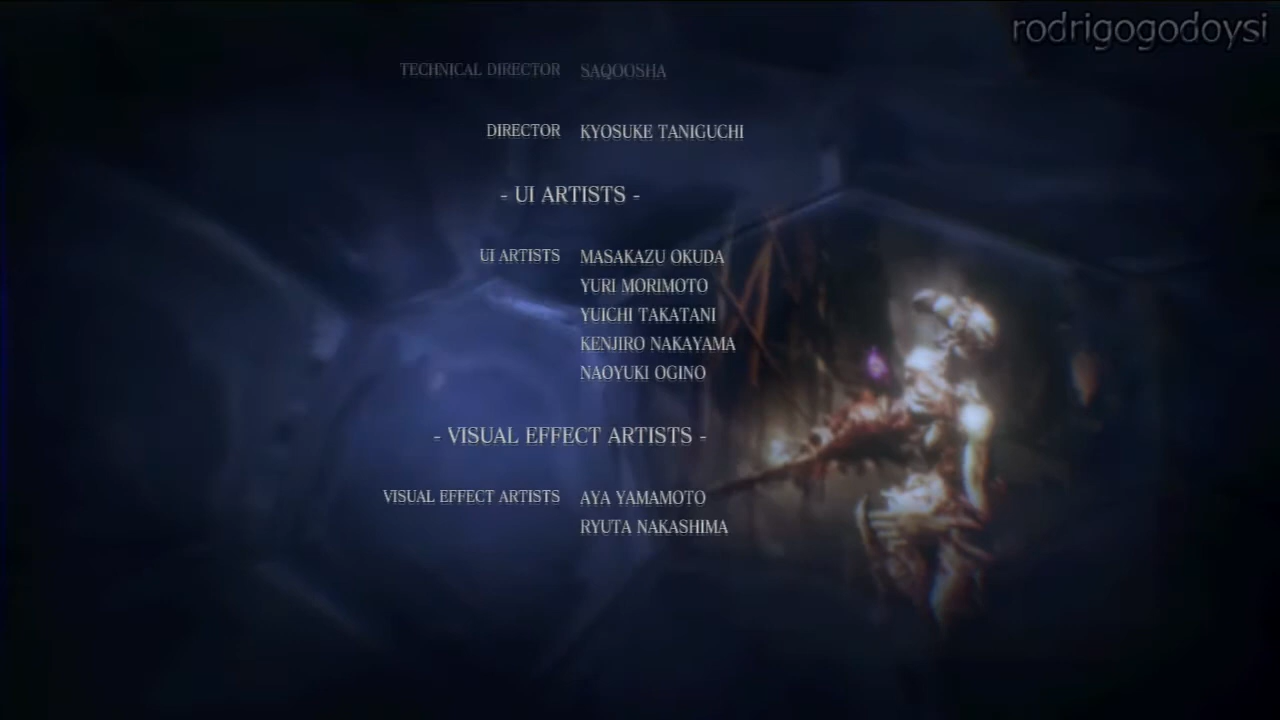 rodrigogodoysi
TECHNICAL DIRECTOR SAQOOSHA
DIRECTOR KYOSUKE TANIGUCHI
- UI ARTISTS -
UI ARTISTS MASAKAZU OKUDA
YURI MORIMOTO
YUICHI TAKATANI
KENJIRO NAKAYAMA
NAOYUKI OGINO
- VISUAL EFFECT ARTISTS -
VISUAL EFFECT ARTISTS AYA YAMAMOTO
RYUTA NAKASHIMA